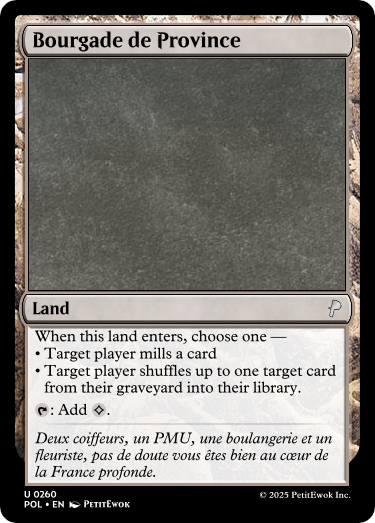 Bourgade de Province
Land
When this land enters, choose one —
• Target player mills a card
• Target player shuffles up to one target card
from their graveyard into their library.
: Add .
Deux coiffeurs, un PMU, une boulangerie et un
fleuriste, pas de doute vous êtes bien au cœur de
la France profonde.
U 0260
POL • EN PetitEwok
© 2025 PetitEwok Inc.